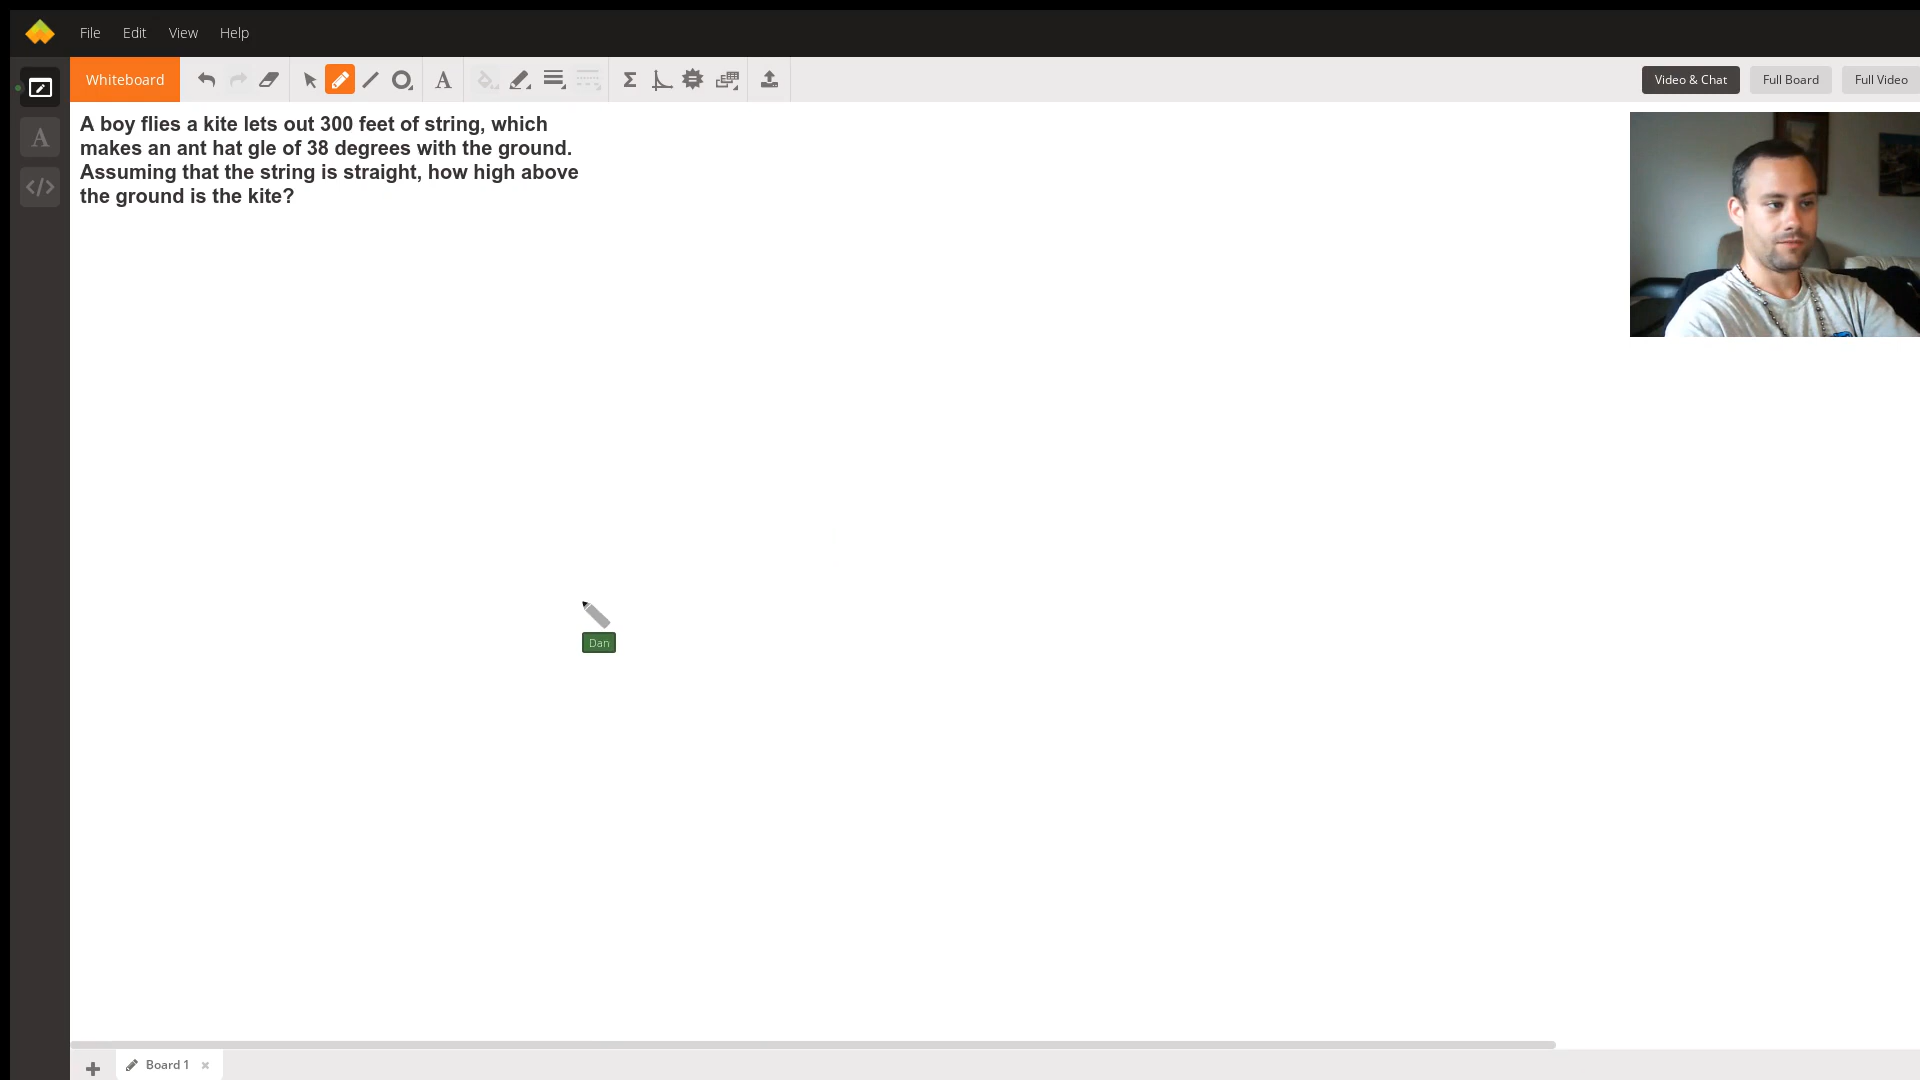 File Edit View Help
Whiteboard A Σ Video & Chat Full Board Full Video
A boy flies a kite lets out 300 feet of string, which
makes an ant hat gle of 38 degrees with the ground.
Assuming that the string is straight, how high above
the ground is the kite?
A
</>
Dan
+ Board 1 ×